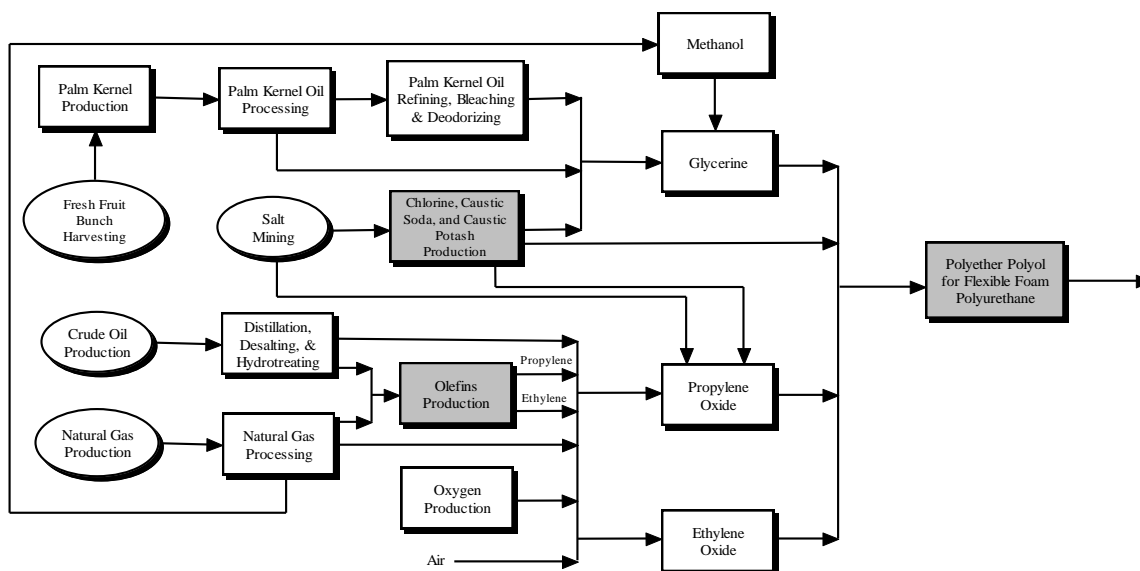 Methanol
Palm Kernel
Production
Palm Kernel Oil
Processing
Palm Kernel Oil
Refining, Bleaching
& Deodorizing
Glycerine
Fresh Fruit
Bunch
Harvesting)
Salt
Mining
Chlorine, Caustic
Soda, and Caustic
Potash
Production
Polyether Polyol
for Flexible Foam
Polyurethane
Crude Oil
Production
Distillation,
Desalting, &
Hydrotreating
Propylene
Olefins
Production
Ethylene
Propylene
Oxide
Natural Gas
Production
Natural Gas
Processing
Oxygen
Production
Ethylene
Oxide
Air